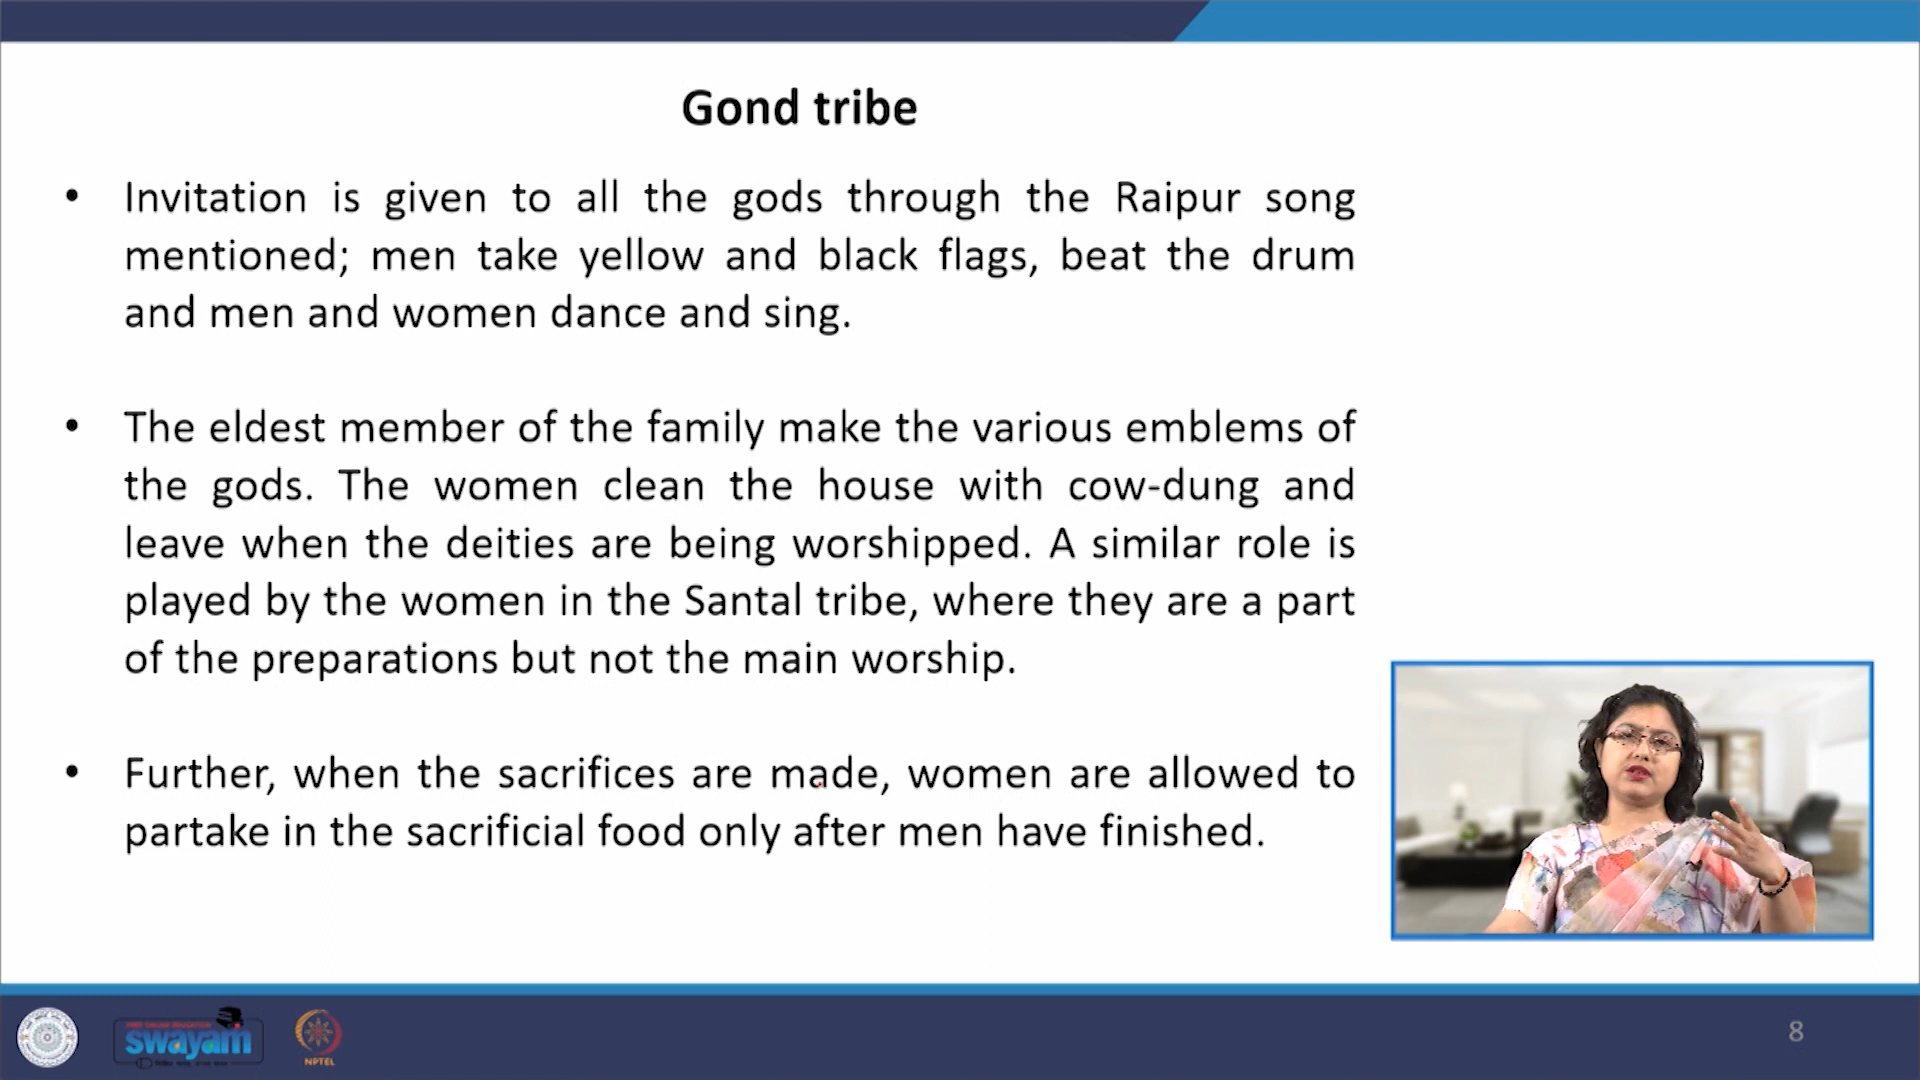 Gond tribe
• Invitation is given to all the gods through the Raipur song
mentioned; men take yellow and black flags, beat the drum
and men and women dance and sing.
• The eldest member of the family make the various emblems of
the gods. The women clean the house with cow-dung and
leave when the deities are being worshipped. A similar role is
played by the women in the Santal tribe, where they are a part
of the preparations but not the main worship.
• Further, when the sacrifices are made, women are allowed to
partake in the sacrificial food only after men have finished.
swayam
NPTEL
8